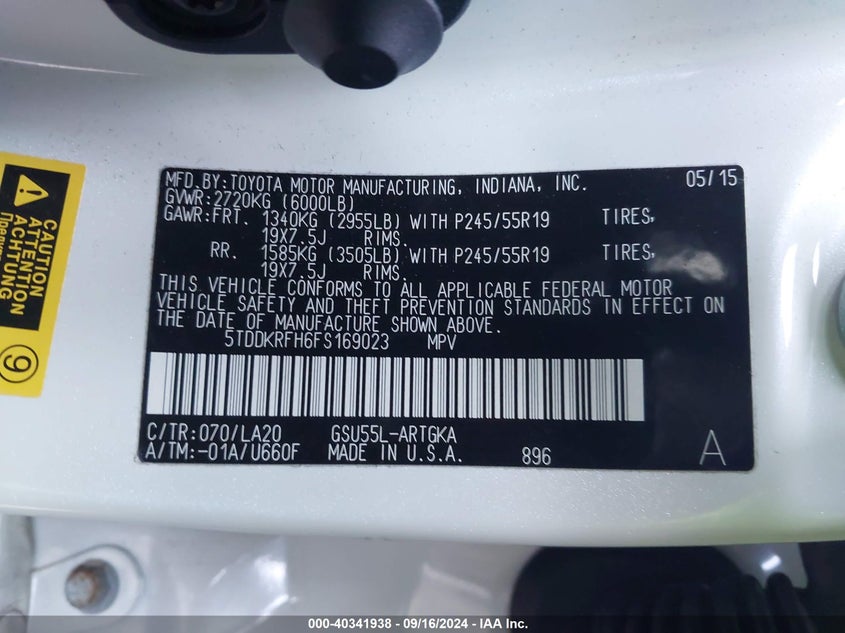 MFD. BY: TOYOTA MOTOR MANUFACTURING, INDIANA, INC. 05/15
GVWR: 2720KG (6000LB)
GAWR: FRT. 1340KG (2955LB) WITH P245/55R19 TIRES,
19X7.5J RIMS.
RR. 1585KG (3505LB) WITH P245/55R19 TIRES,
19X7.5J RIMS.
THIS VEHICLE CONFORMS TO ALL APPLICABLE FEDERAL MOTOR
VEHICLE SAFETY AND THEFT PREVENTION STANDARDS IN EFFECT ON
THE DATE OF MANUFACTURE SHOWN ABOVE.
5TDDKRFH6FS169023 MPV
C/TR: 070/LA20 GSU55L-ARTGKA
A/TM: -01A/U660F MADE IN U.S.A. 896 A
CAUTION
ATTENTION
ACHTUNG
9
000-40341938 - 09/16/2024 - IAA Inc.